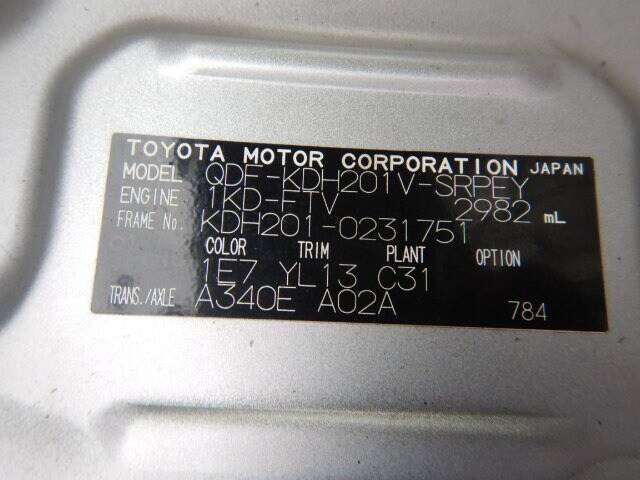 TOYOTA MOTOR CORPORATION JAPAN
MODEL QDF-KDH201V-SRPEY
ENGINE 1KD-FTV 2982 mL
FRAME No. KDH201-0231751
COLOR TRIM PLANT OPTION
1E7 YL13 C31
TRANS./AXLE A340E A02A 784